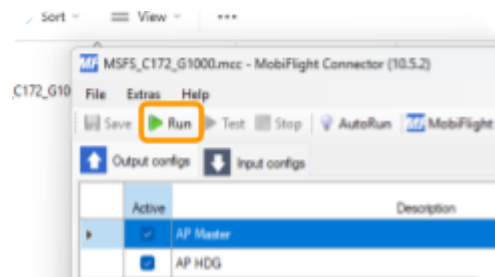 Sort View ...
MF MSFS_C172_G1000.mcc - MobiFlight Connector (10.5.2)
C172_G10
File Extras Help
Save Run Test Stop AutoRun MobiFlight
Output configs Input configs
Active Description
AP Master
AP HDG